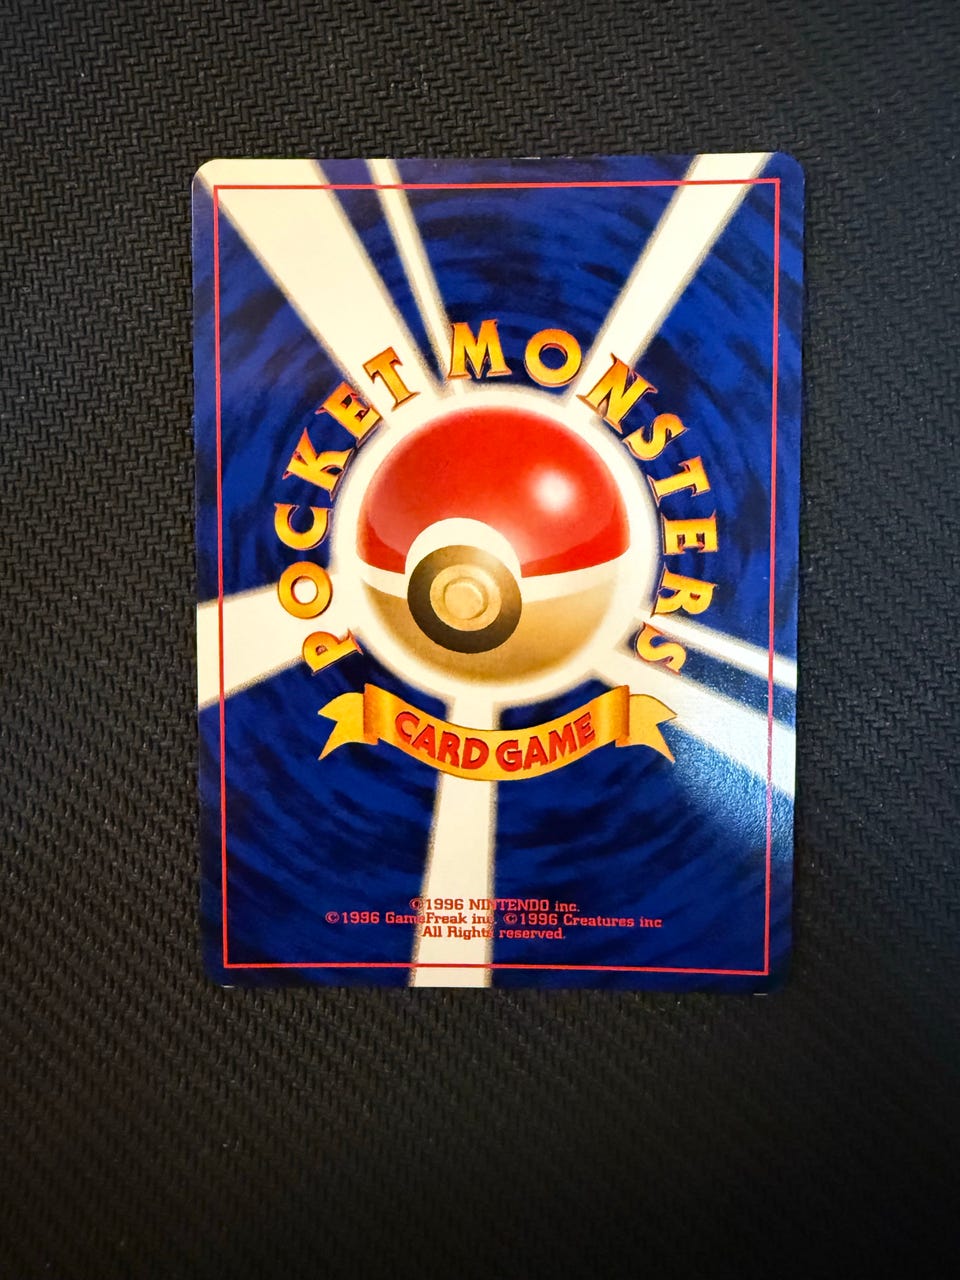 POCKET MONSTERS
CARD GAME
©1996 NINTENDO inc.
©1996 GameFreak inc. ©1996 Creatures inc
All Rights reserved.